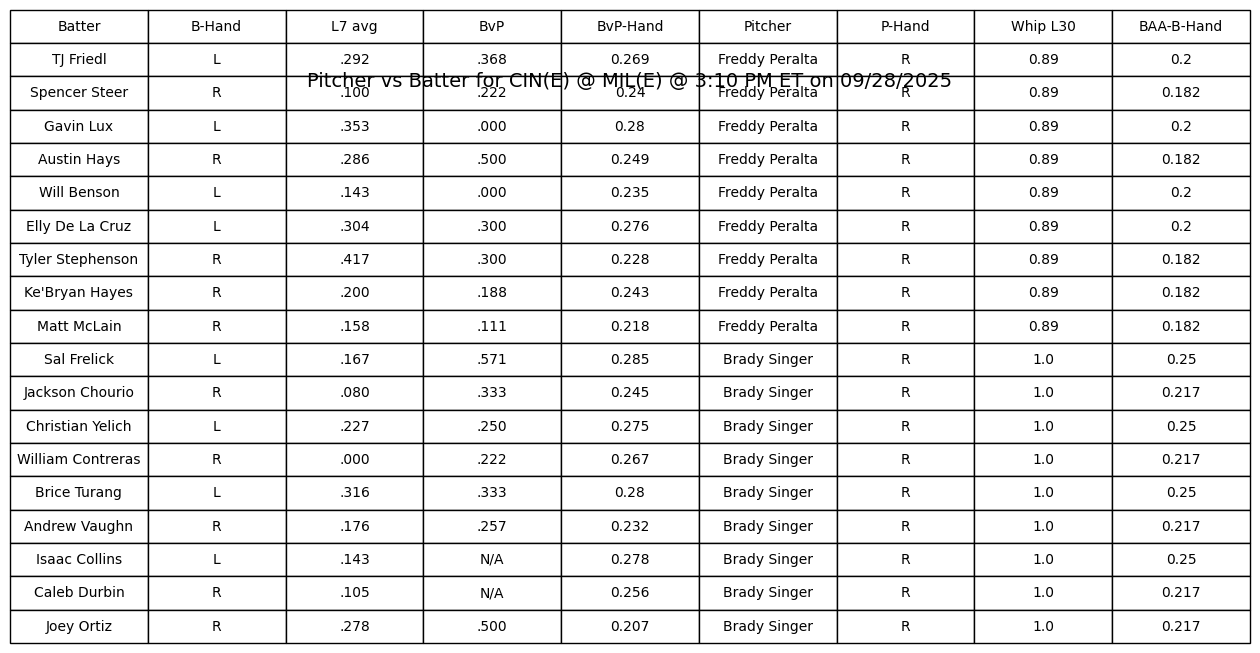 Batter B-Hand L7 avg BvP BvP-Hand Pitcher P-Hand Whip L30 BAA-B-Hand
TJ Friedl L .292 .368 0.269 Freddy Peralta R 0.89 0.2
Pitcher vs Batter for CIN(E) @ MIL(E) @ 3:10 PM ET on 09/28/2025
Spencer Steer R .100 .222 0.24 Freddy Peralta R 0.89 0.182
Gavin Lux L .353 .000 0.28 Freddy Peralta R 0.89 0.2
Austin Hays R .286 .500 0.249 Freddy Peralta R 0.89 0.182
Will Benson L .143 .000 0.235 Freddy Peralta R 0.89 0.2
Elly De La Cruz L .304 .300 0.276 Freddy Peralta R 0.89 0.2
Tyler Stephenson R .417 .300 0.228 Freddy Peralta R 0.89 0.182
Ke'Bryan Hayes R .200 .188 0.243 Freddy Peralta R 0.89 0.182
Matt McLain R .158 .111 0.218 Freddy Peralta R 0.89 0.182
Sal Frelick L .167 .571 0.285 Brady Singer R 1.0 0.25
Jackson Chourio R .080 .333 0.245 Brady Singer R 1.0 0.217
Christian Yelich L .227 .250 0.275 Brady Singer R 1.0 0.25
William Contreras R .000 .222 0.267 Brady Singer R 1.0 0.217
Brice Turang L .316 .333 0.28 Brady Singer R 1.0 0.25
Andrew Vaughn R .176 .257 0.232 Brady Singer R 1.0 0.217
Isaac Collins L .143 N/A 0.278 Brady Singer R 1.0 0.25
Caleb Durbin R .105 N/A 0.256 Brady Singer R 1.0 0.217
Joey Ortiz R .278 .500 0.207 Brady Singer R 1.0 0.217